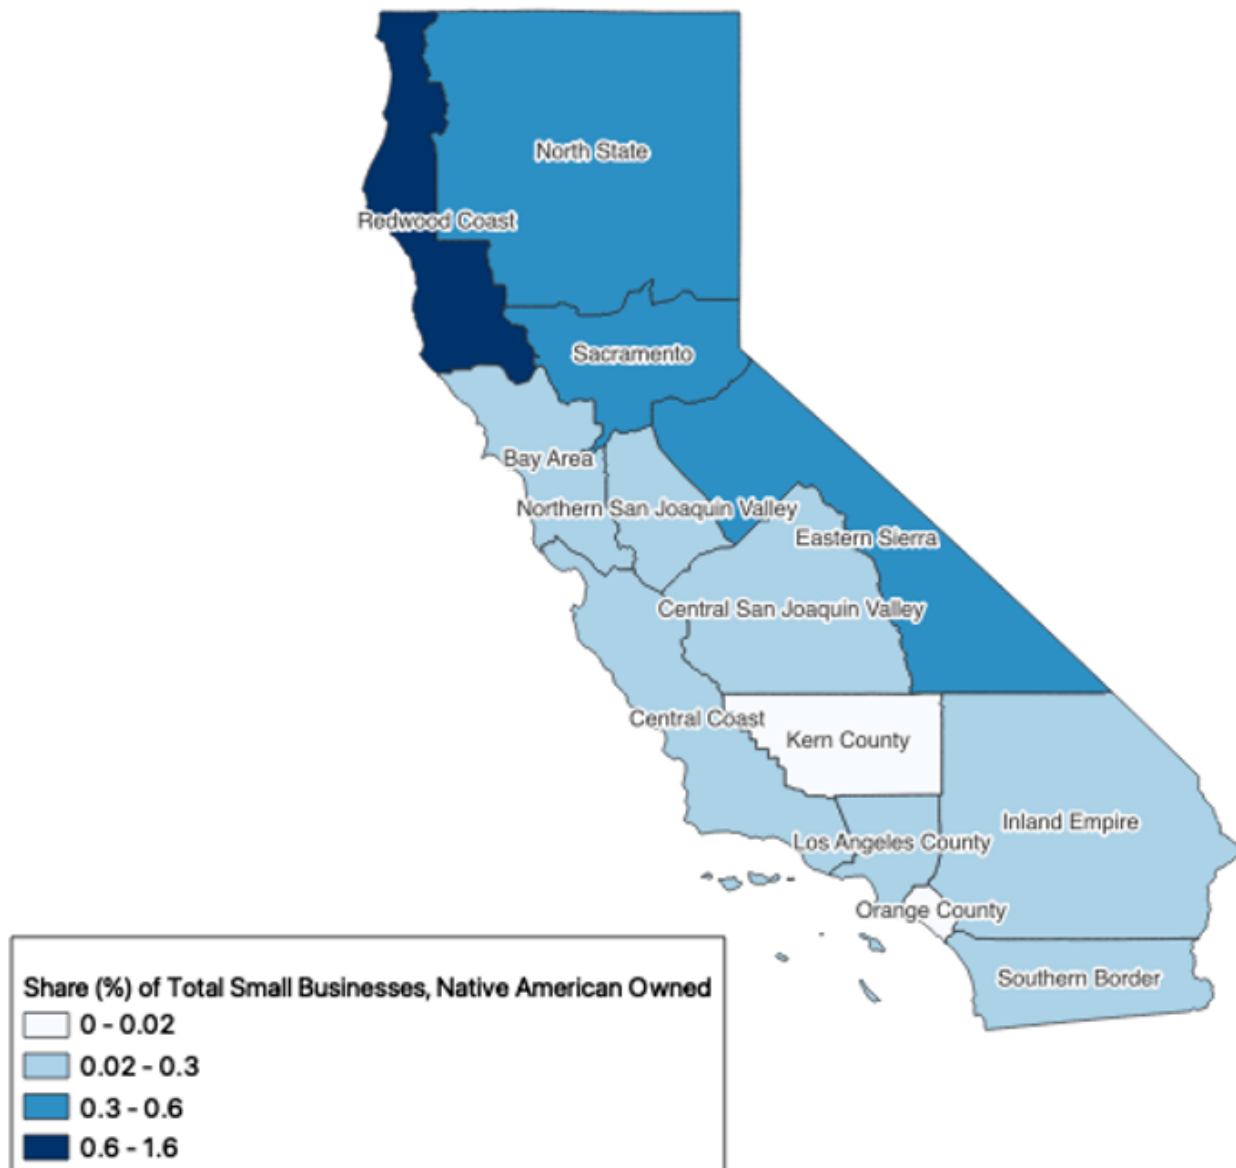 North State
Redwood Coast
Sacramento
Bay Area
Northern San Joaquin Valley
Eastern Sierra
Central San Joaquin Valley
Central Coast
Kern County
Inland Empire
Los Angeles County
Orange County
Southern Border
Share (%) of Total Small Businesses, Native American Owned
0 - 0.02
0.02 - 0.3
0.3 - 0.6
0.6 - 1.6